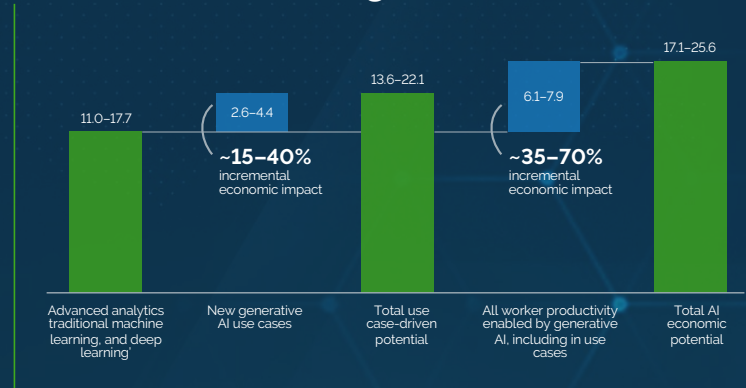 17.1–25.6
13.6–22.1
6.1–7.9
2.6–4.4
11.0–17.7
~15–40%
incremental
economic impact
~35–70%
incremental
economic impact
Advanced analytics
traditional machine
learning, and deep
learning¹
New generative
AI use cases
Total use
case-driven
potential
All worker productivity
enabled by generative
AI, including in use
cases
Total AI
economic
potential